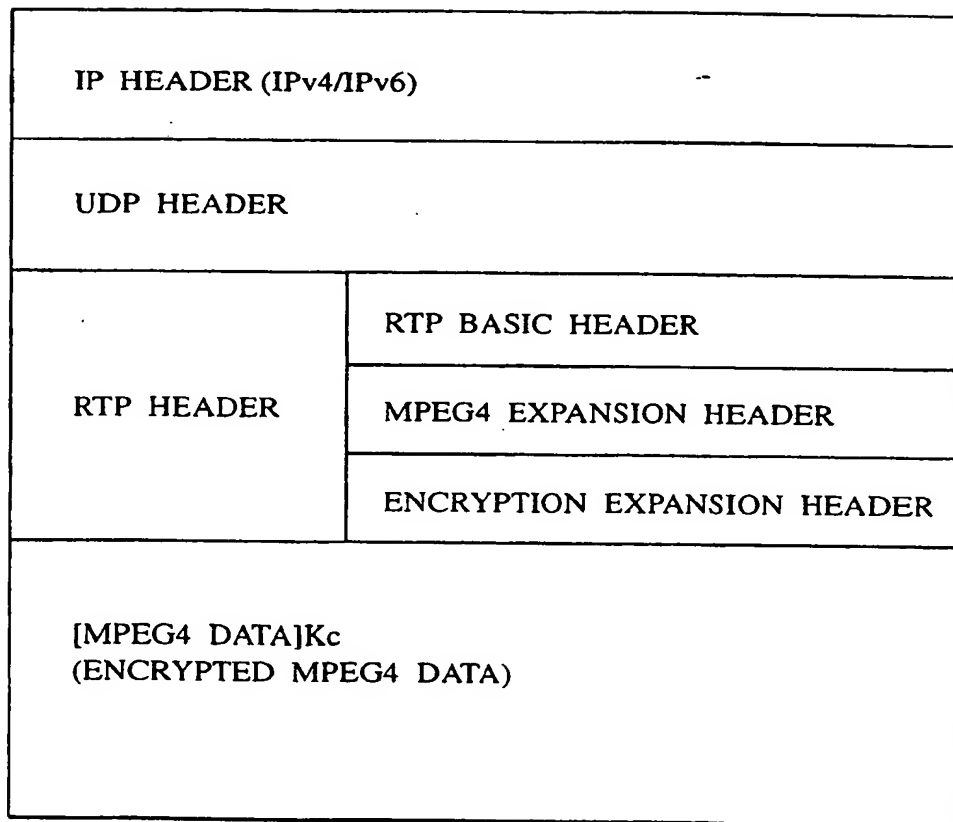 IP HEADER (IPv4/IPv6)
UDP HEADER
RTP HEADER
RTP BASIC HEADER
MPEG4 EXPANSION HEADER
ENCRYPTION EXPANSION HEADER
[MPEG4 DATA]Kc
(ENCRYPTED MPEG4 DATA)